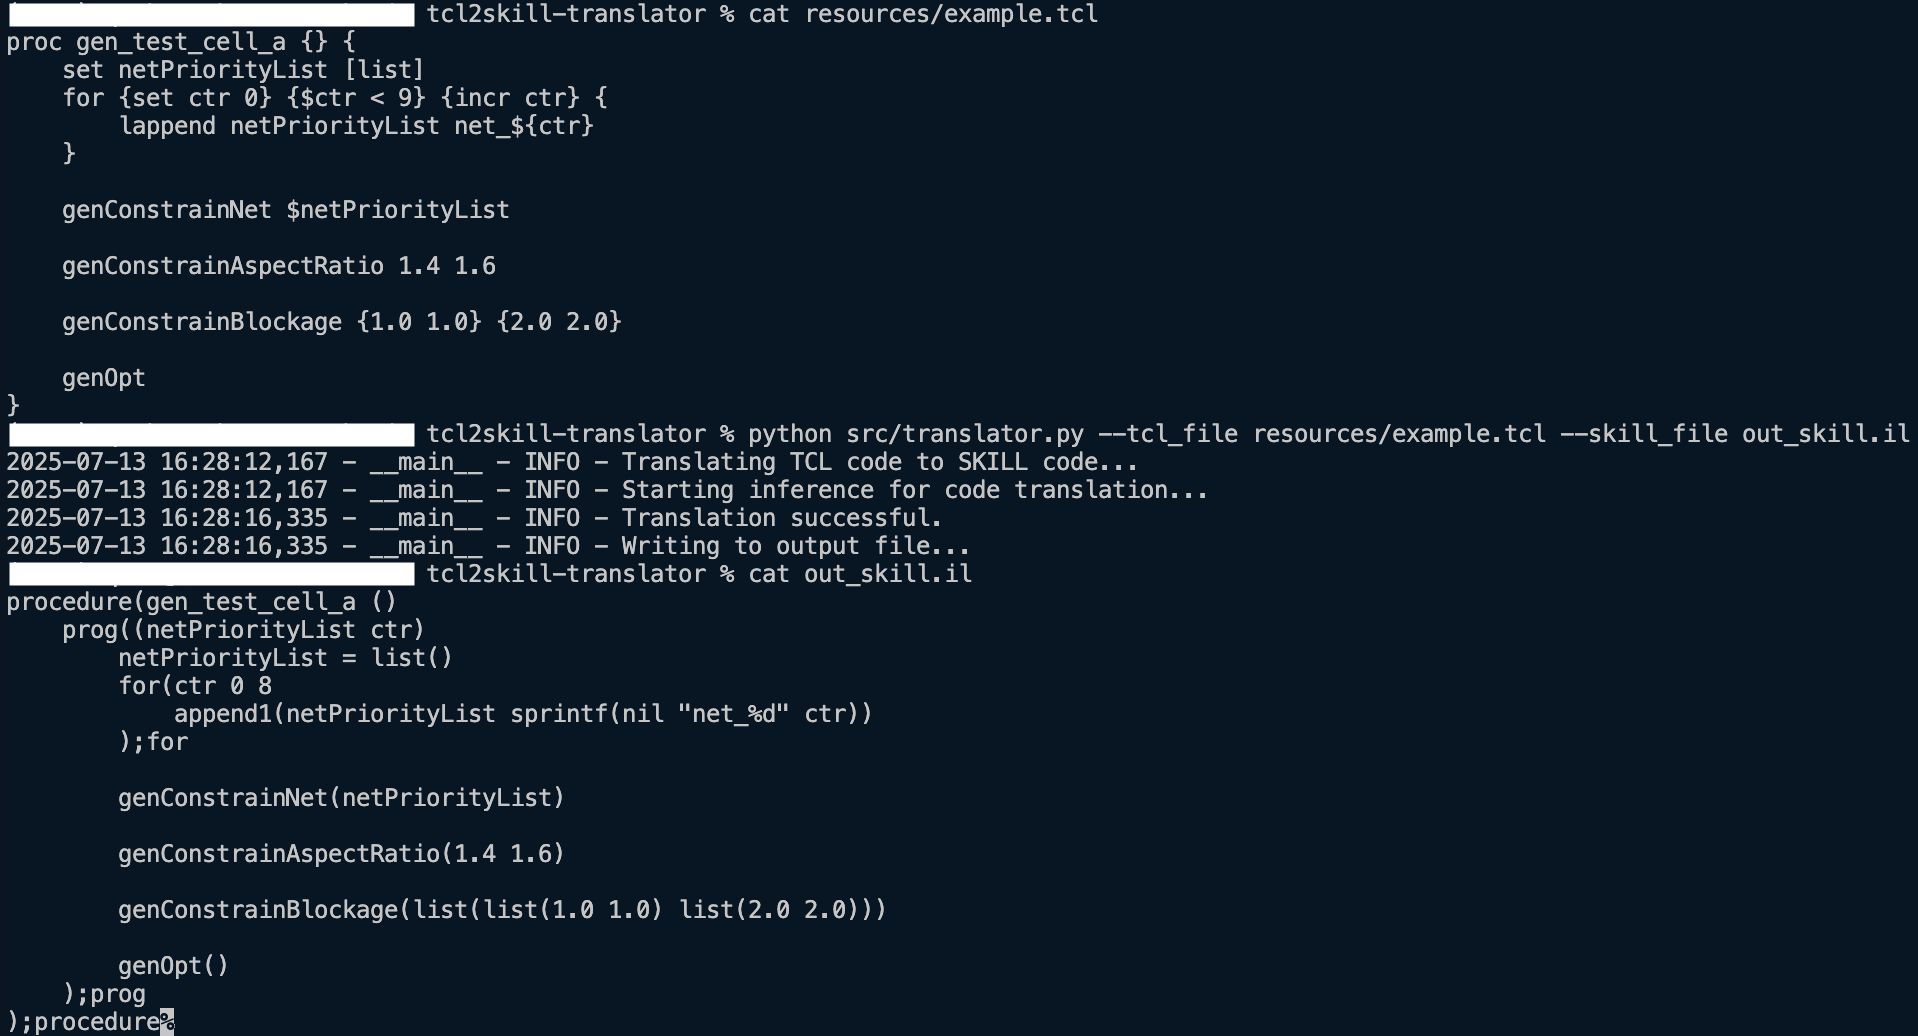 tcl2skill-translator % cat resources/example.tcl
proc gen_test_cell_a {} {
    set netPriorityList [list]
    for {set ctr 0} {$ctr < 9} {incr ctr} {
        lappend netPriorityList net_${ctr}
    }

    genConstrainNet $netPriorityList

    genConstrainAspectRatio 1.4 1.6

    genConstrainBlockage {1.0 1.0} {2.0 2.0}

    genOpt
}
tcl2skill-translator % python src/translator.py --tcl_file resources/example.tcl --skill_file out_skill.il
2025-07-13 16:28:12,167 - __main__ - INFO - Translating TCL code to SKILL code...
2025-07-13 16:28:12,167 - __main__ - INFO - Starting inference for code translation...
2025-07-13 16:28:16,335 - __main__ - INFO - Translation successful.
2025-07-13 16:28:16,335 - __main__ - INFO - Writing to output file...
tcl2skill-translator % cat out_skill.il
procedure(gen_test_cell_a ()
    prog((netPriorityList ctr)
        netPriorityList = list()
        for(ctr 0 8
            append1(netPriorityList sprintf(nil "net_%d" ctr))
        );for

        genConstrainNet(netPriorityList)

        genConstrainAspectRatio(1.4 1.6)

        genConstrainBlockage(list(list(1.0 1.0) list(2.0 2.0)))

        genOpt()
    );prog
);procedure%